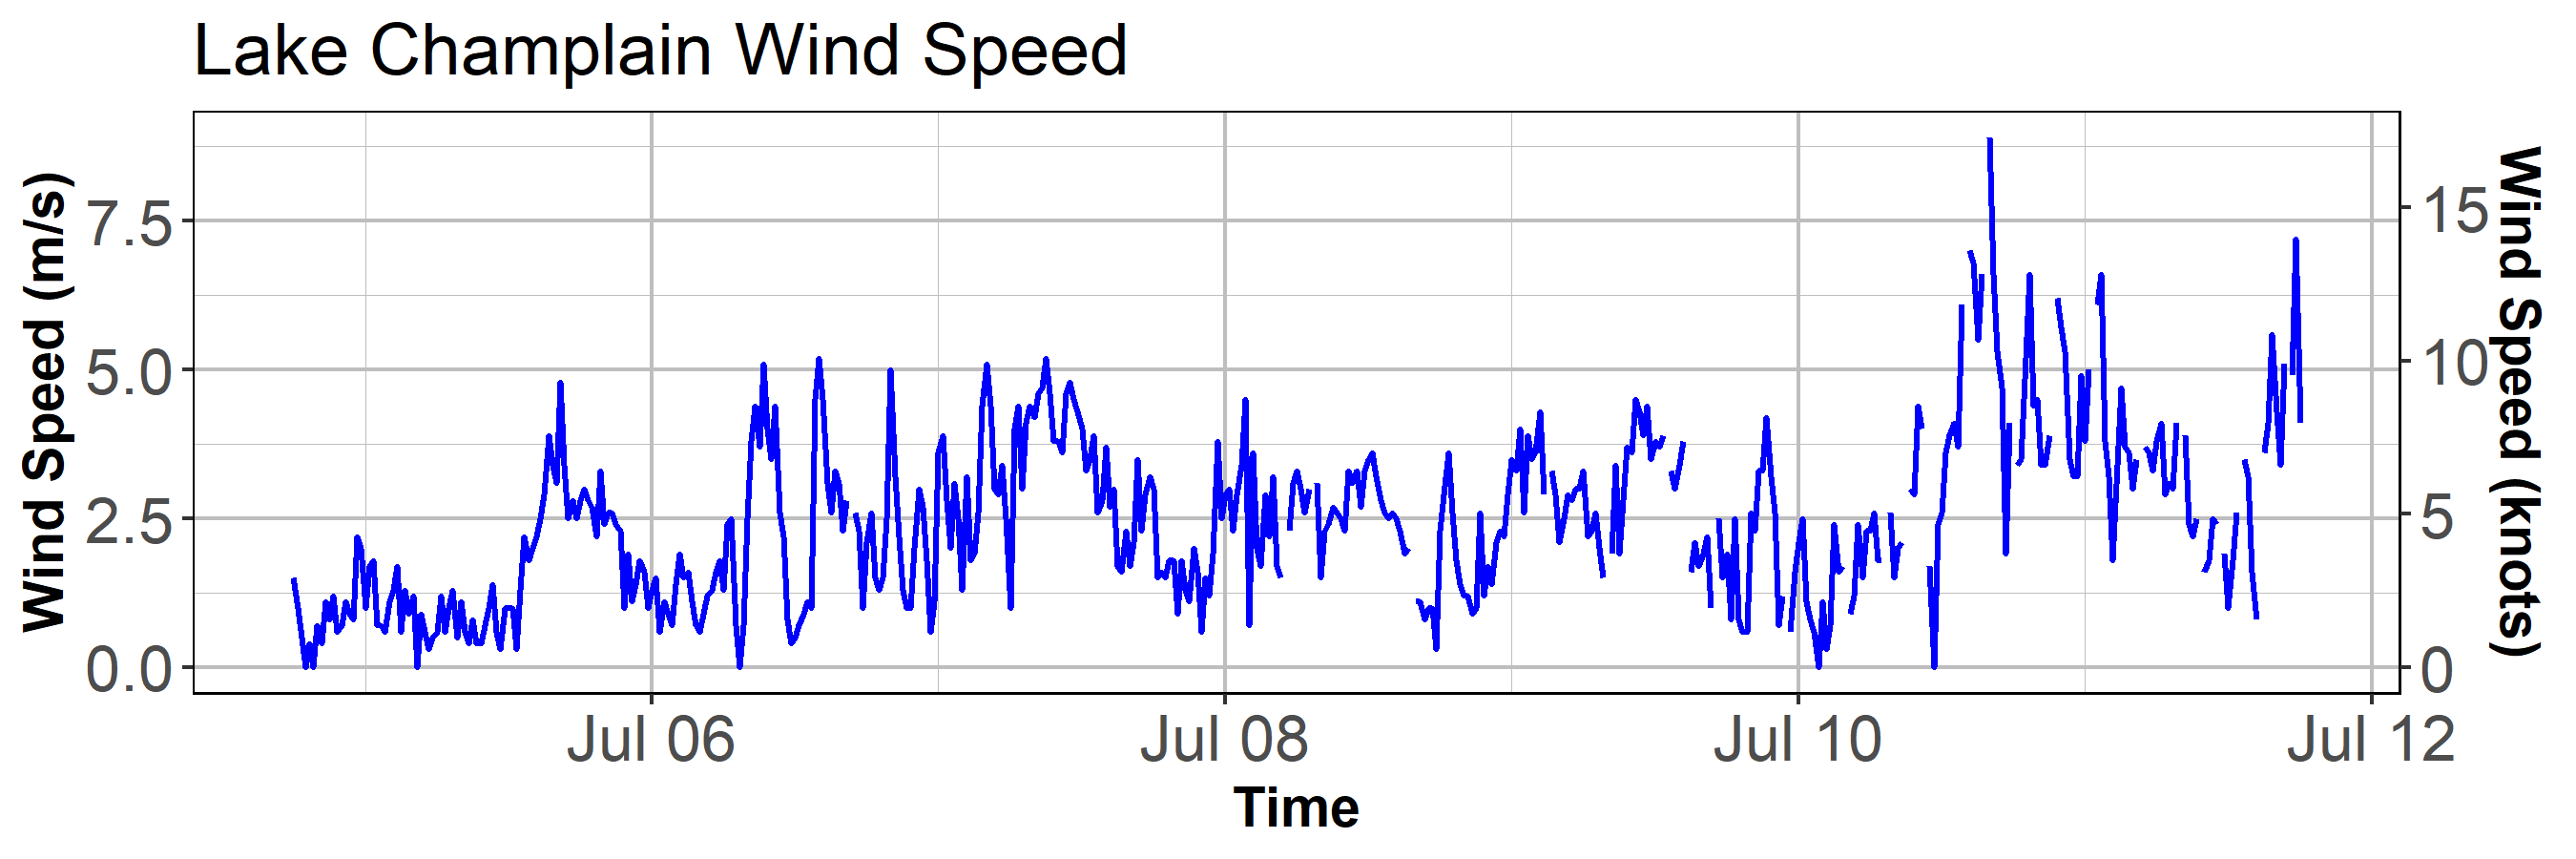 Lake Champlain Wind Speed
Wind Speed (m/s)
7.5
5.0
2.5
0.0
15
10
5
0
Wind Speed (knots)
Jul 06
Jul 08
Jul 10
Jul 12
Time